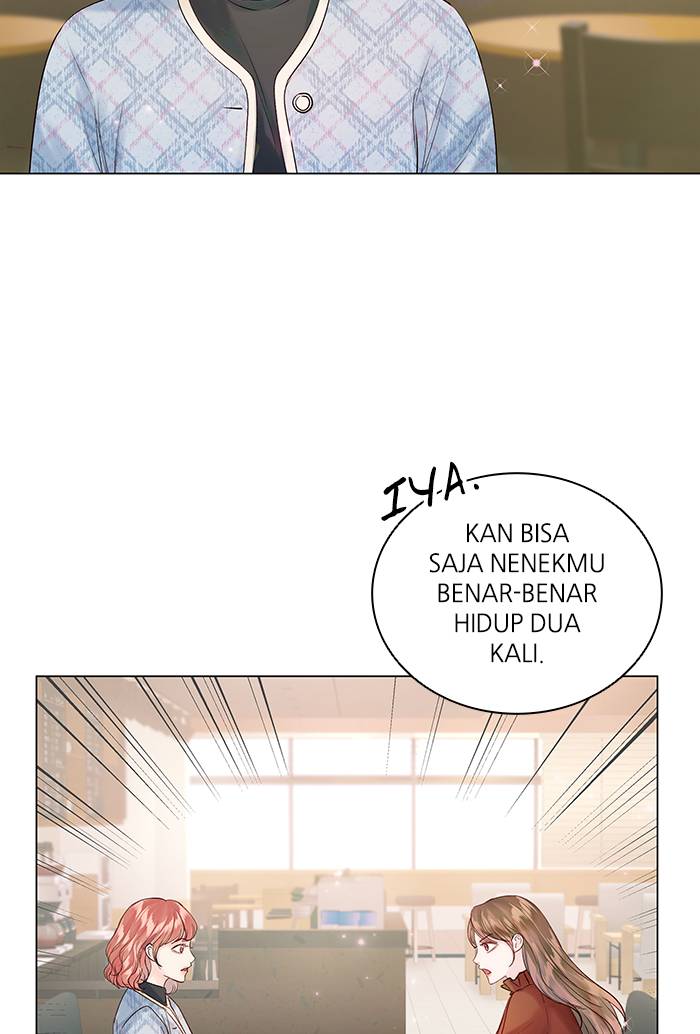 IYA.
KAN BISA
SAJA NENEKMU
BENAR-BENAR
HIDUP DUA
KALI.